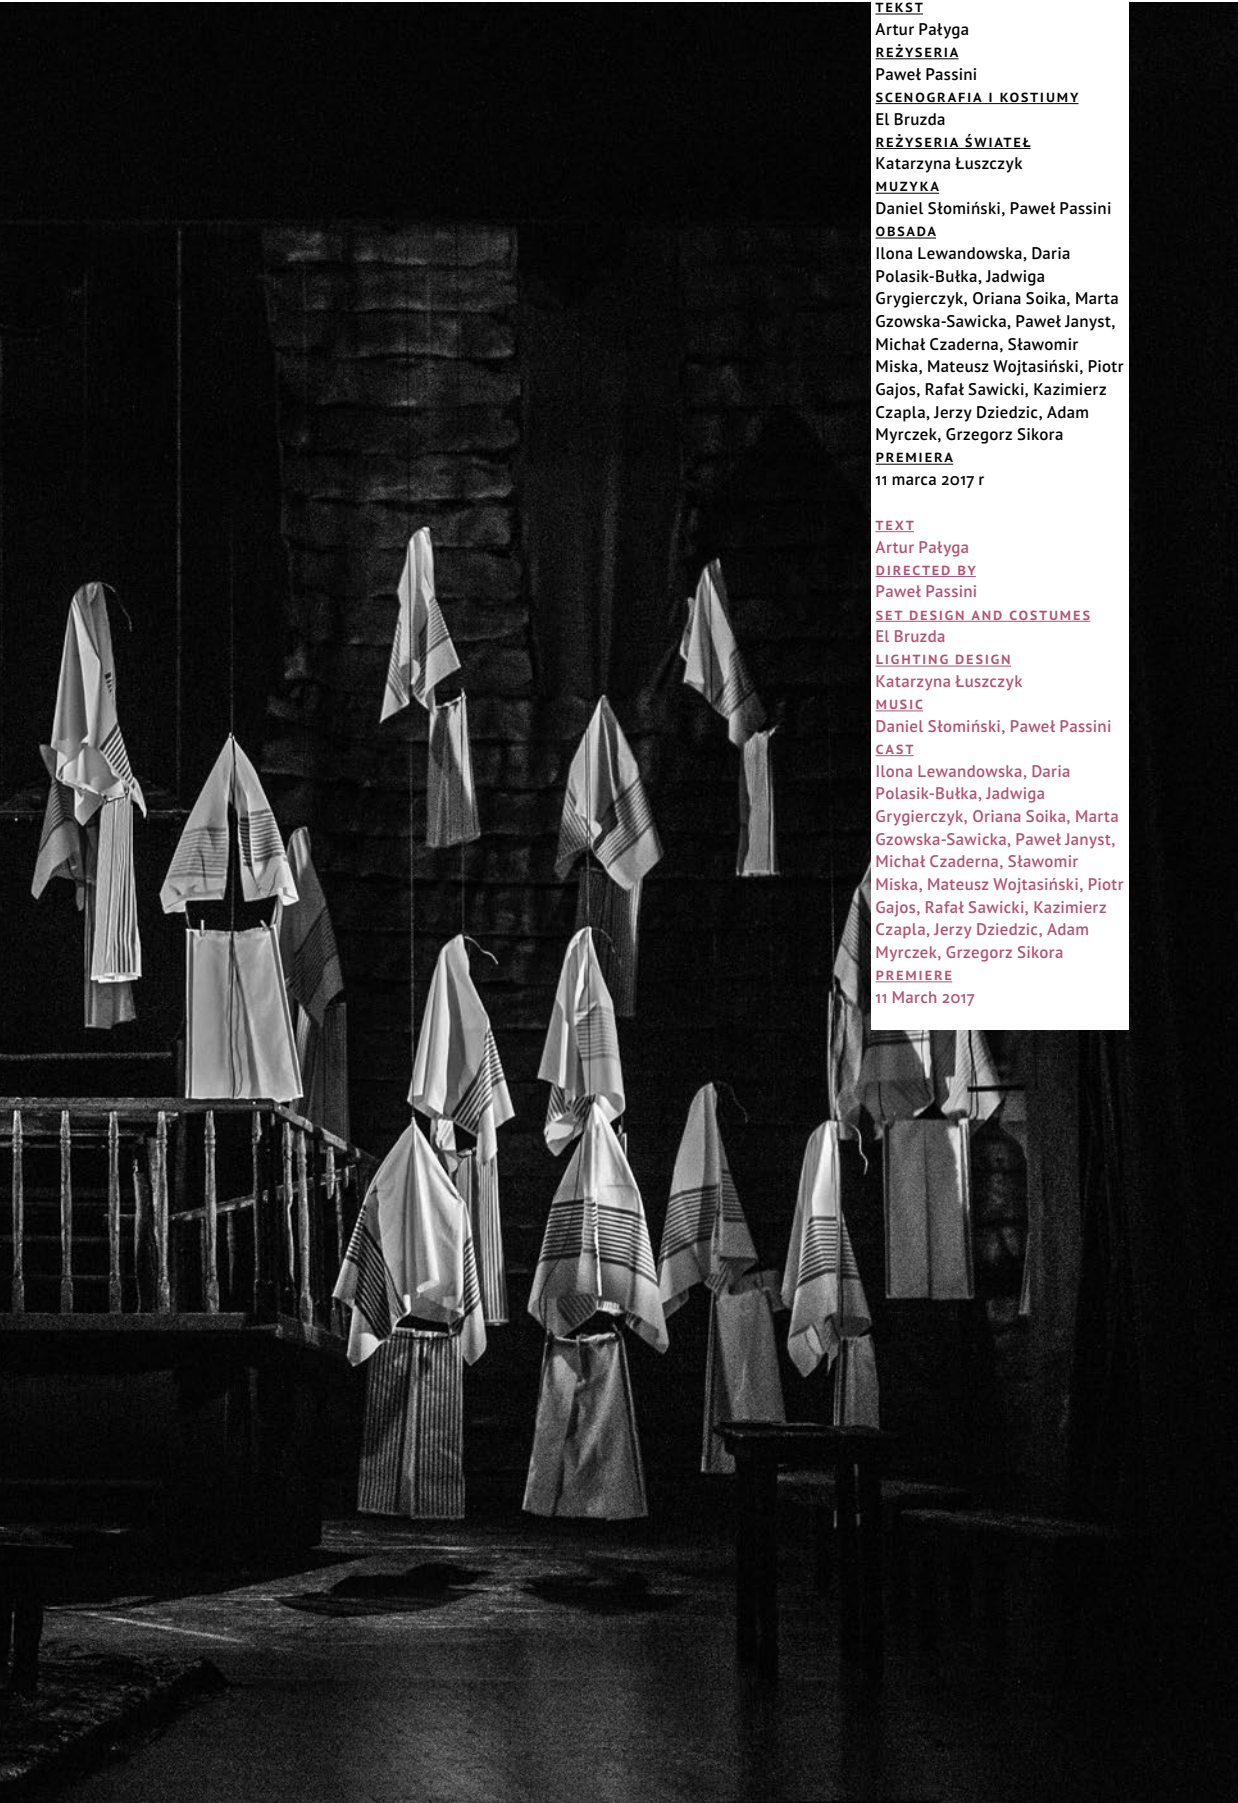 TEKST
Artur Pałyga
REŻYSERIA
Paweł Passini
SCENOGRAFIA I KOSTIUMY
El Bruzda
REŻYSERIA ŚWIATEŁ
Katarzyna Łuszczyk
MUZYKA
Daniel Słomiński, Paweł Passini
OBSADA
Ilona Lewandowska, Daria
Polasik-Bułka, Jadwiga
Grygierczyk, Oriana Soika, Marta
Gzowska-Sawicka, Paweł Janyst,
Michał Czaderna, Sławomir
Miska, Mateusz Wojtasiński, Piotr
Gajos, Rafał Sawicki, Kazimierz
Czapla, Jerzy Dziedzic, Adam
Myrczek, Grzegorz Sikora
PREMIERA
11 marca 2017 r
TEXT
Artur Pałyga
DIRECTED BY
Paweł Passini
SET DESIGN AND COSTUMES
El Bruzda
LIGHTING DESIGN
Katarzyna Łuszczyk
MUSIC
Daniel Słomiński, Paweł Passini
CAST
Ilona Lewandowska, Daria
Polasik-Bułka, Jadwiga
Grygierczyk, Oriana Soika, Marta
Gzowska-Sawicka, Paweł Janyst,
Michał Czaderna, Sławomir
Miska, Mateusz Wojtasiński, Piotr
Gajos, Rafał Sawicki, Kazimierz
Czapla, Jerzy Dziedzic, Adam
Myrczek, Grzegorz Sikora
PREMIERE
11 March 2017